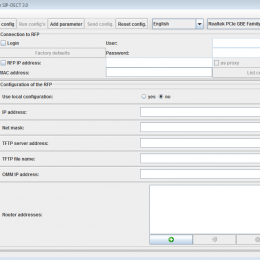 SIP-DECT 3.0
config Run config's Add parameter Send config. Reset config. English Realtek PCIe GBE Family
Connection to RFP
Login User:
Factory defaults Password:
RFP IP address: as proxy
MAC address: List
Configuration of the RFP
Use local configuration: yes no
IP address:
Net mask:
TFTP server address:
TFTP file name:
OMM IP address:
Router addresses: